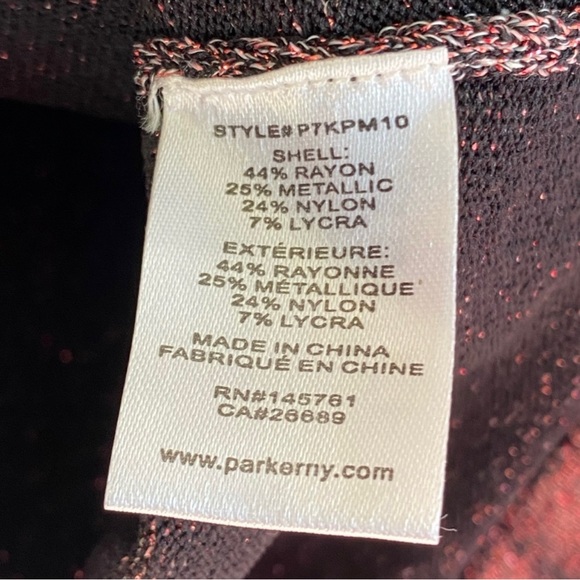 STYLE# P7KPM10
SHELL:
44% RAYON
25% METALLIC
24% NYLON
7% LYCRA
EXTÉRIEURE:
44% RAYONNE
25% MÉTALLIQUE
24% NYLON
7% LYCRA
MADE IN CHINA
FABRIQUÉ EN CHINE
RN#145761
CA#26689
www.parkerny.com